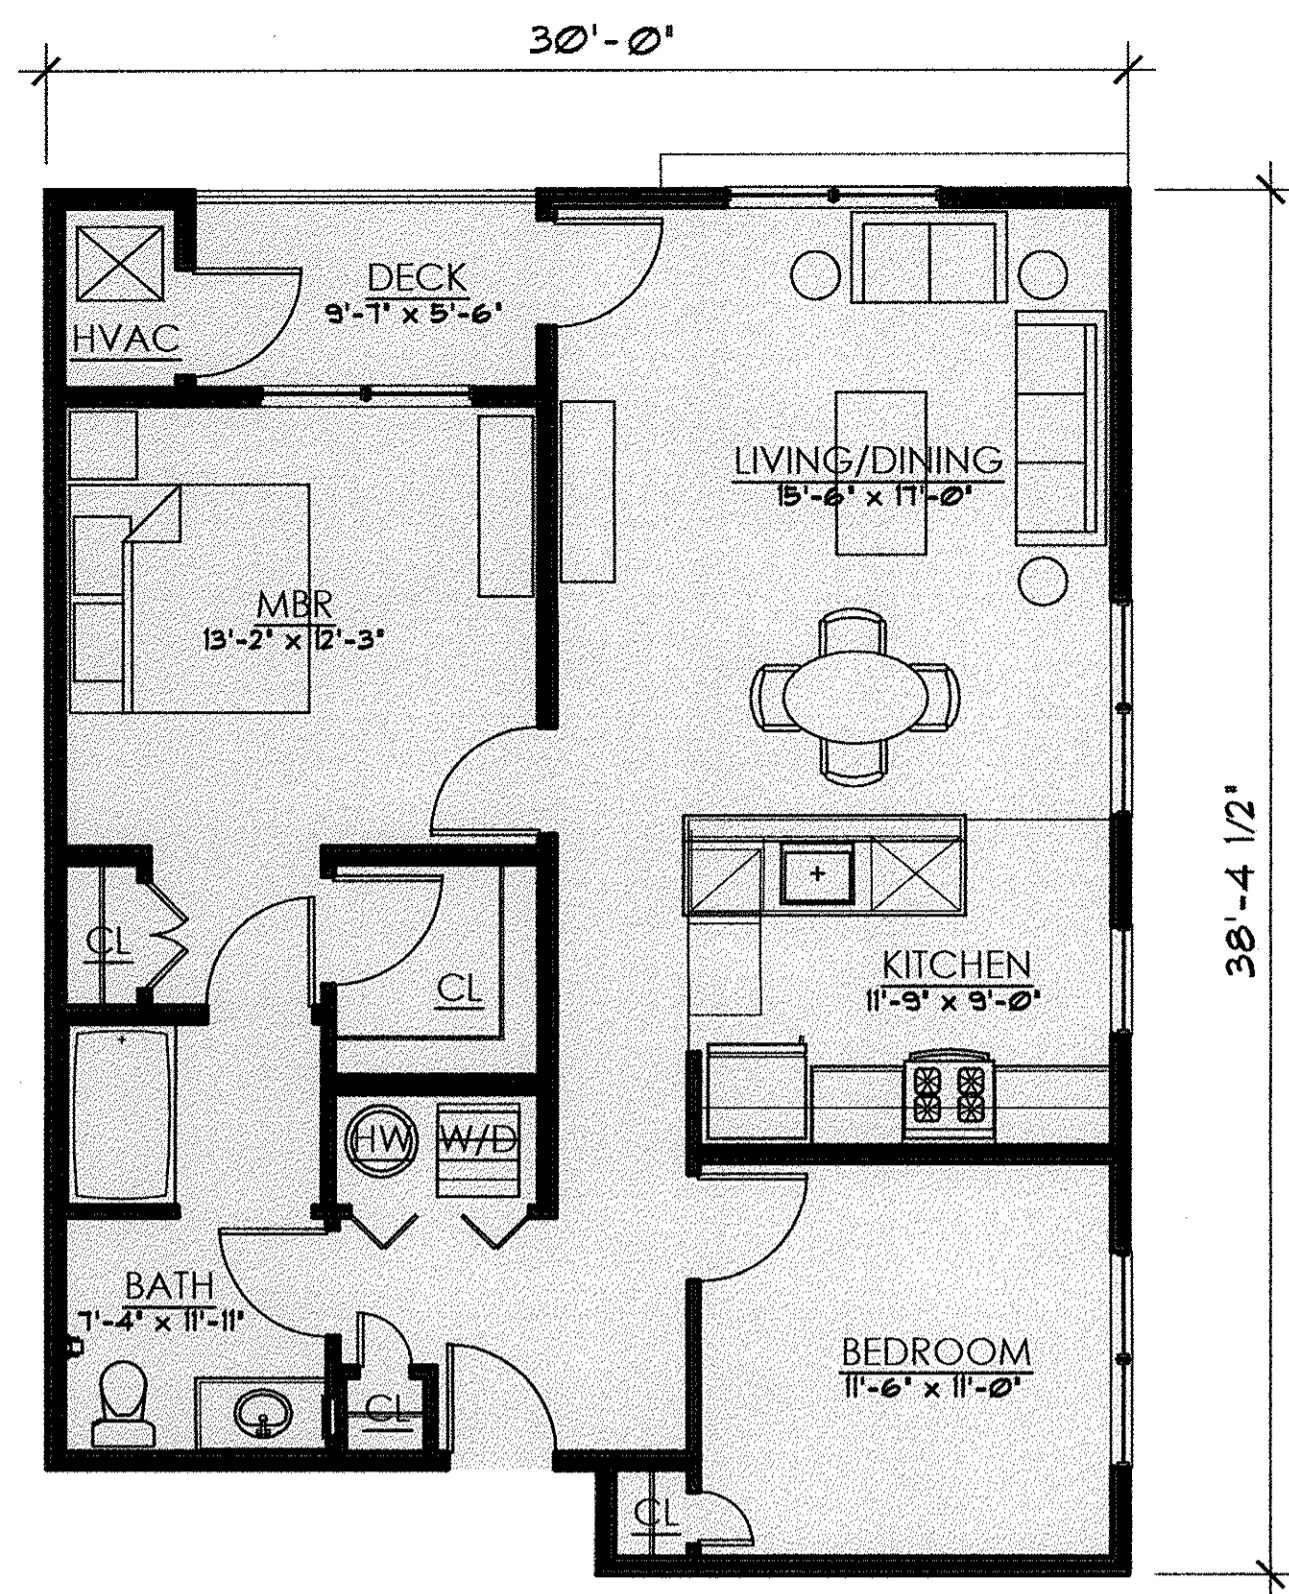 30'-0"
DECK
9'-7" x 5'-6"
HVAC
LIVING/DINING
15'-6" x 17'-0"
MBR
13'-2" x 12'-3"
38'-4 1/2"
CL
CL
KITCHEN
11'-9" x 9'-0"
HW
W/D
BATH
7'-4" x 11'-11"
BEDROOM
11'-6" x 11'-0"
CL
CL